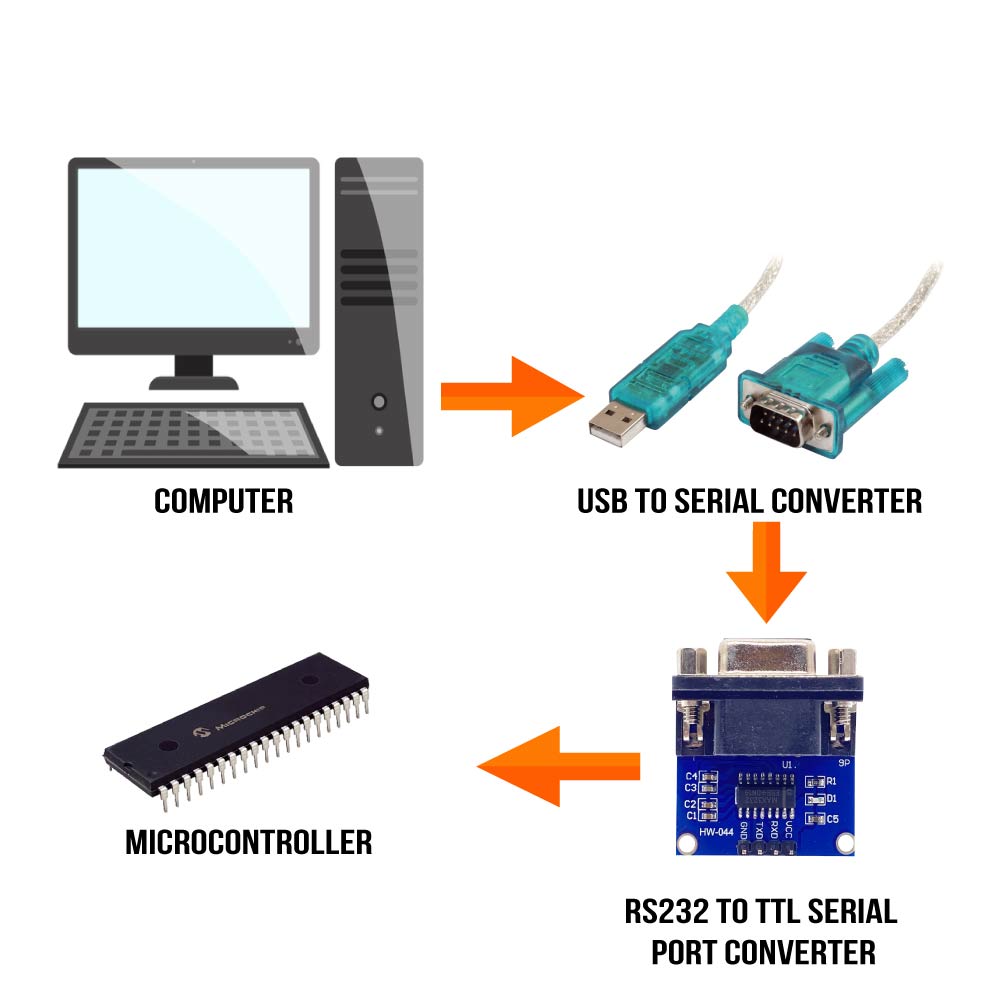 COMPUTER
USB TO SERIAL CONVERTER
MICROCHIP
MICROCONTROLLER
U1.
9P
C4
C3
C2
C1
R1
D1
C5
MAX3232
HW-044
GND
TXD
RXD
VCC
RS232 TO TTL SERIAL
PORT CONVERTER